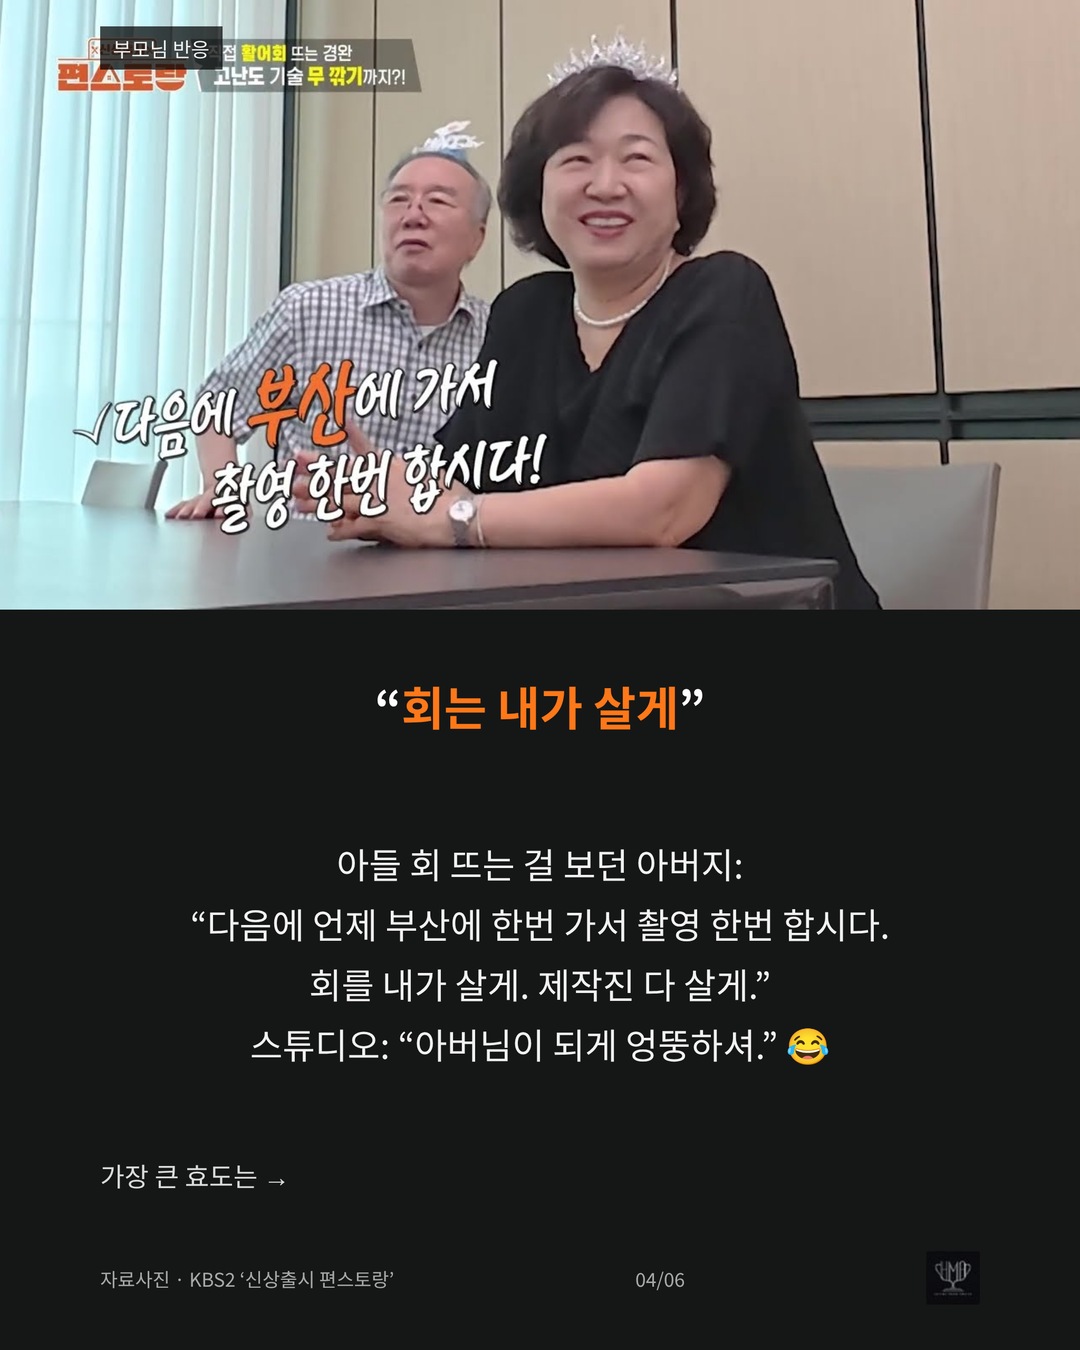 부모님 반응
직접 활어회 뜨는 경완
편스토랑
고난도 기술 무 깎기까지?!
다음에 부산에 가서
촬영 한번 합시다!
“회는 내가 살게”
아들 회 뜨는 걸 보던 아버지:
“다음에 언제 부산에 한번 가서 촬영 한번 합시다.
회를 내가 살게. 제작진 다 살게.”
스튜디오: “아버님이 되게 엉뚱하셔.” 😂
가장 큰 효도는 →
자료사진 · KBS2 ‘신상출시 편스토랑’
04/06